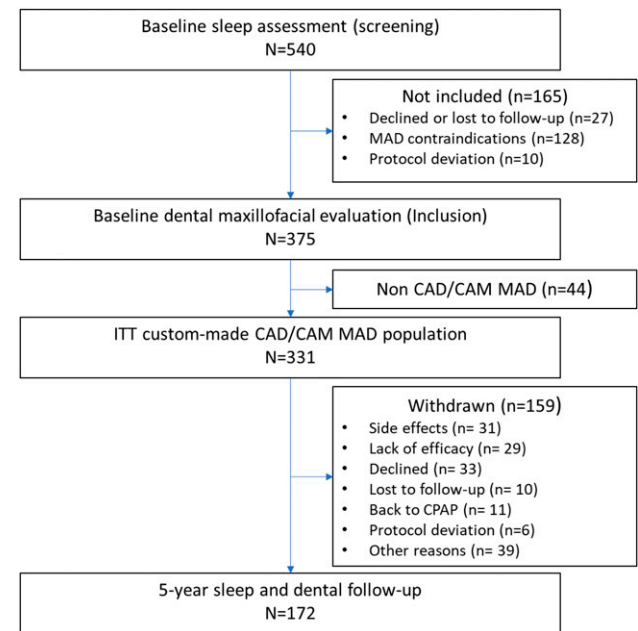 Baseline sleep assessment (screening)
N=540
Not included (n=165)
• Declined or lost to follow-up (n=27)
• MAD contraindications (n=128)
• Protocol deviation (n=10)
Baseline dental maxillofacial evaluation (Inclusion)
N=375
Non CAD/CAM MAD (n=44)
ITT custom-made CAD/CAM MAD population
N=331
Withdrawn (n=159)
• Side effects (n= 31)
• Lack of efficacy (n= 29)
• Declined (n= 33)
• Lost to follow-up (n= 10)
• Back to CPAP (n= 11)
• Protocol deviation (n=6)
• Other reasons (n= 39)
5-year sleep and dental follow-up
N=172